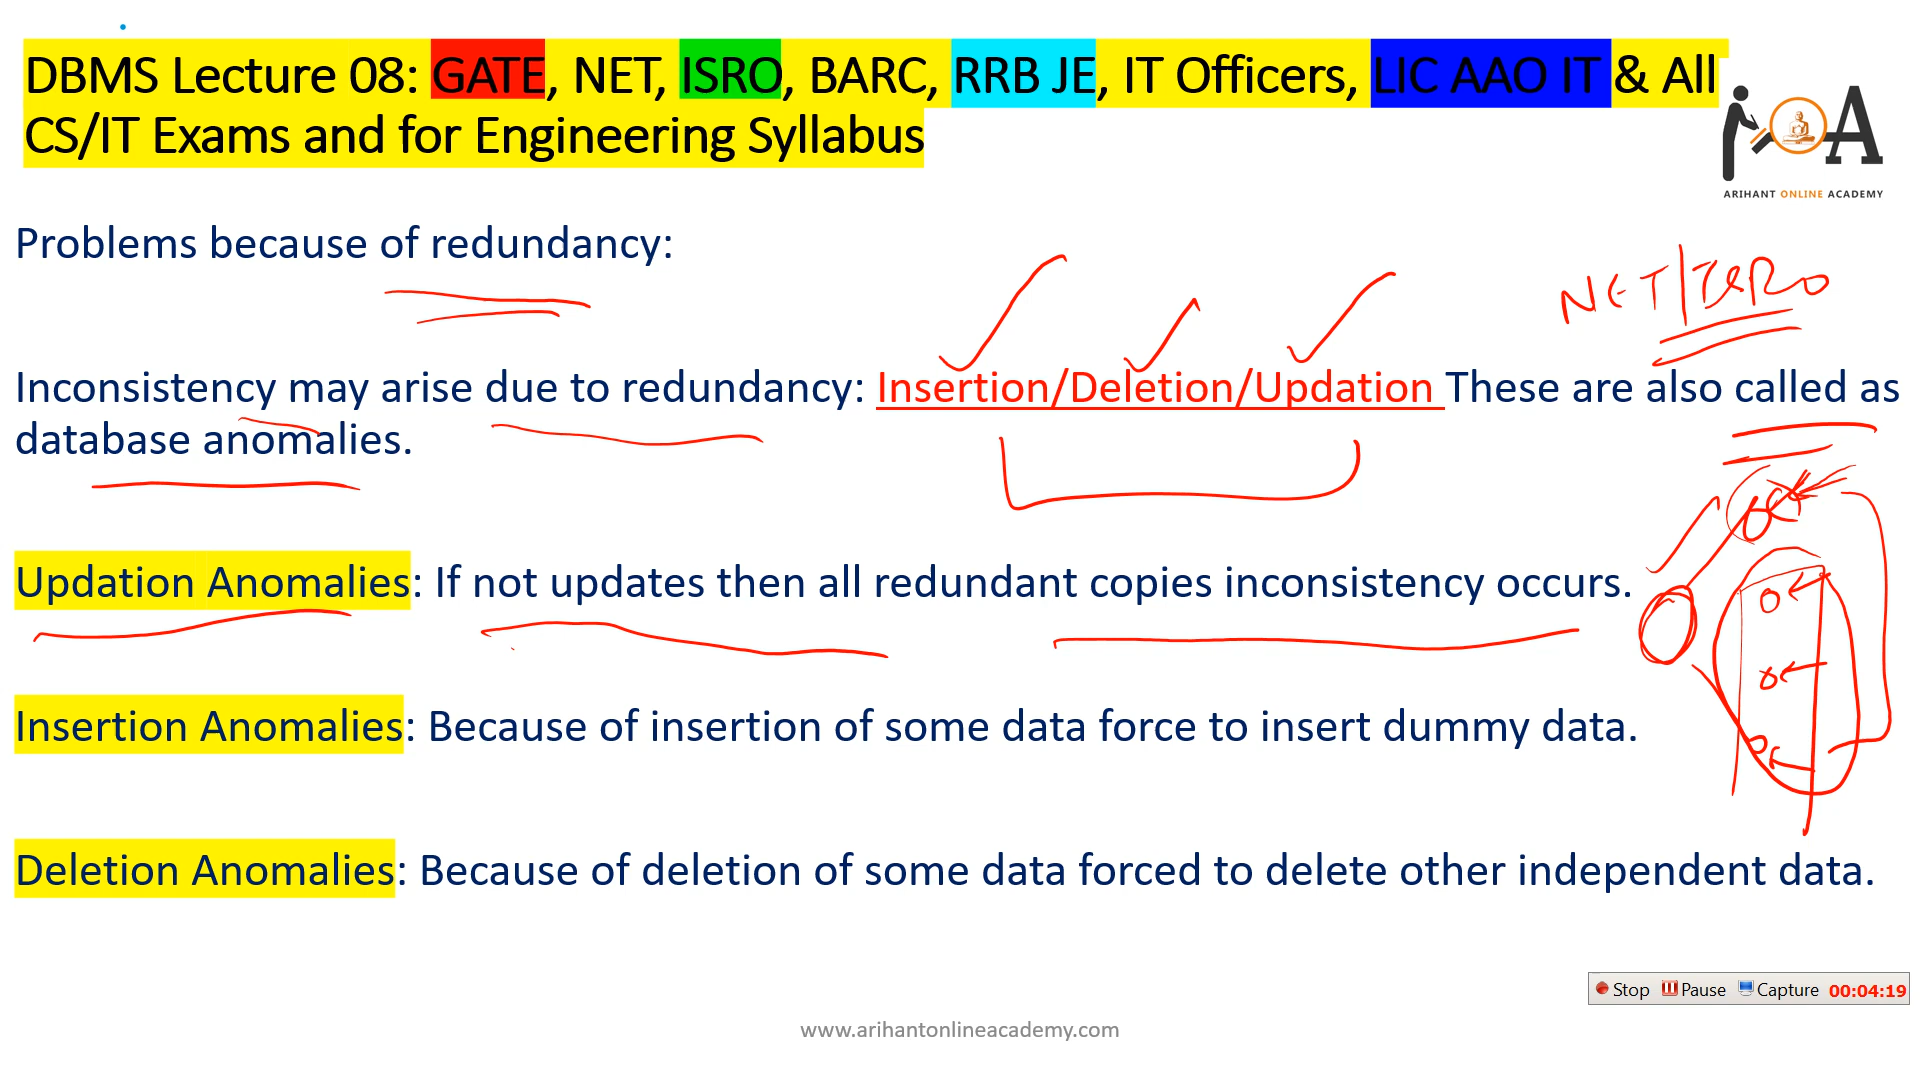 DBMS Lecture 08: GATE, NET, ISRO, BARC, RRB JE, IT Officers, LIC AAO IT & All
CS/IT Exams and for Engineering Syllabus
A
ARIHANT ONLINE ACADEMY
Problems because of redundancy:
NET/ISRO
Inconsistency may arise due to redundancy: Insertion/Deletion/Updation These are also called as
database anomalies.
Updation Anomalies: If not updates then all redundant copies inconsistency occurs.
Insertion Anomalies: Because of insertion of some data force to insert dummy data.
Deletion Anomalies: Because of deletion of some data forced to delete other independent data.
Stop Pause Capture 00:04:19
www.arihantonlineacademy.com